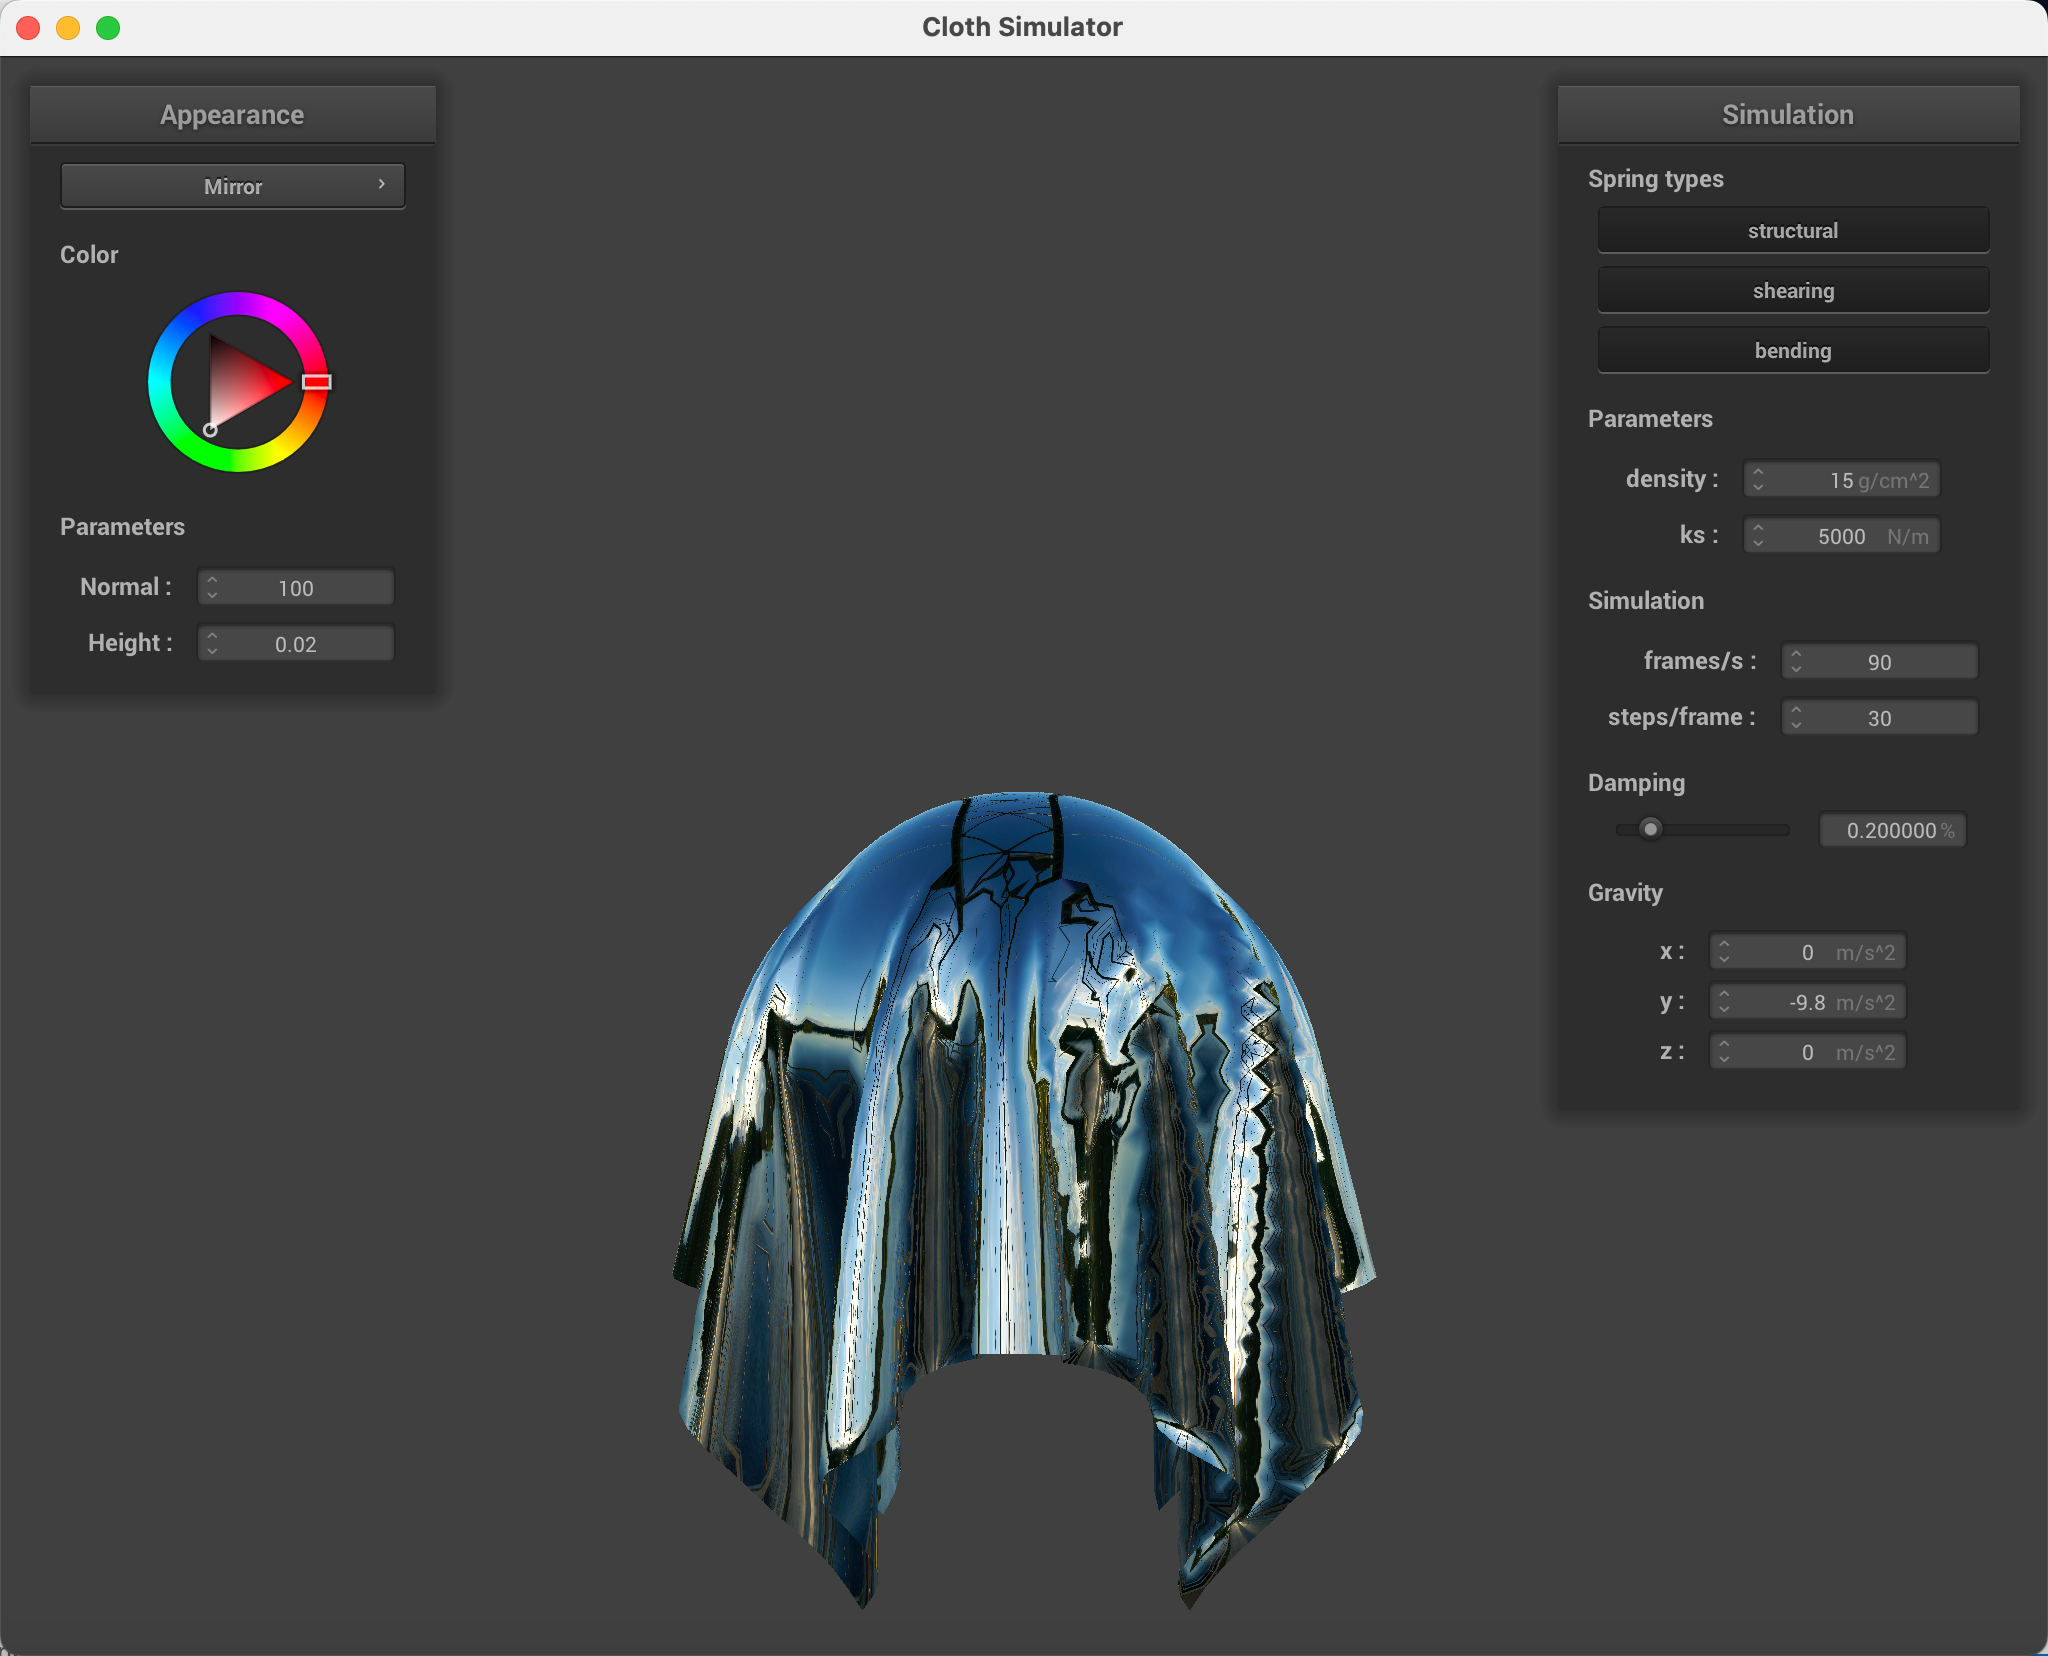 Cloth Simulator
Appearance
Mirror
Color
Parameters
Normal : 100
Height : 0.02
Simulation
Spring types
structural
shearing
bending
Parameters
density : 15 g/cm^2
ks : 5000 N/m
Simulation
frames/s : 90
steps/frame : 30
Damping
0.200000 %
Gravity
x : 0 m/s^2
y : -9.8 m/s^2
z : 0 m/s^2